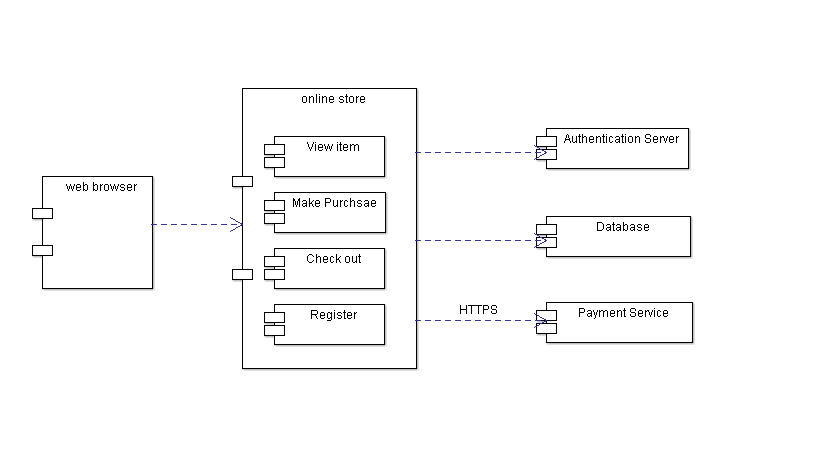 online store
View item
Authentication Server
web browser
Make Purchsae
Database
Check out
HTTPS
Payment Service
Register